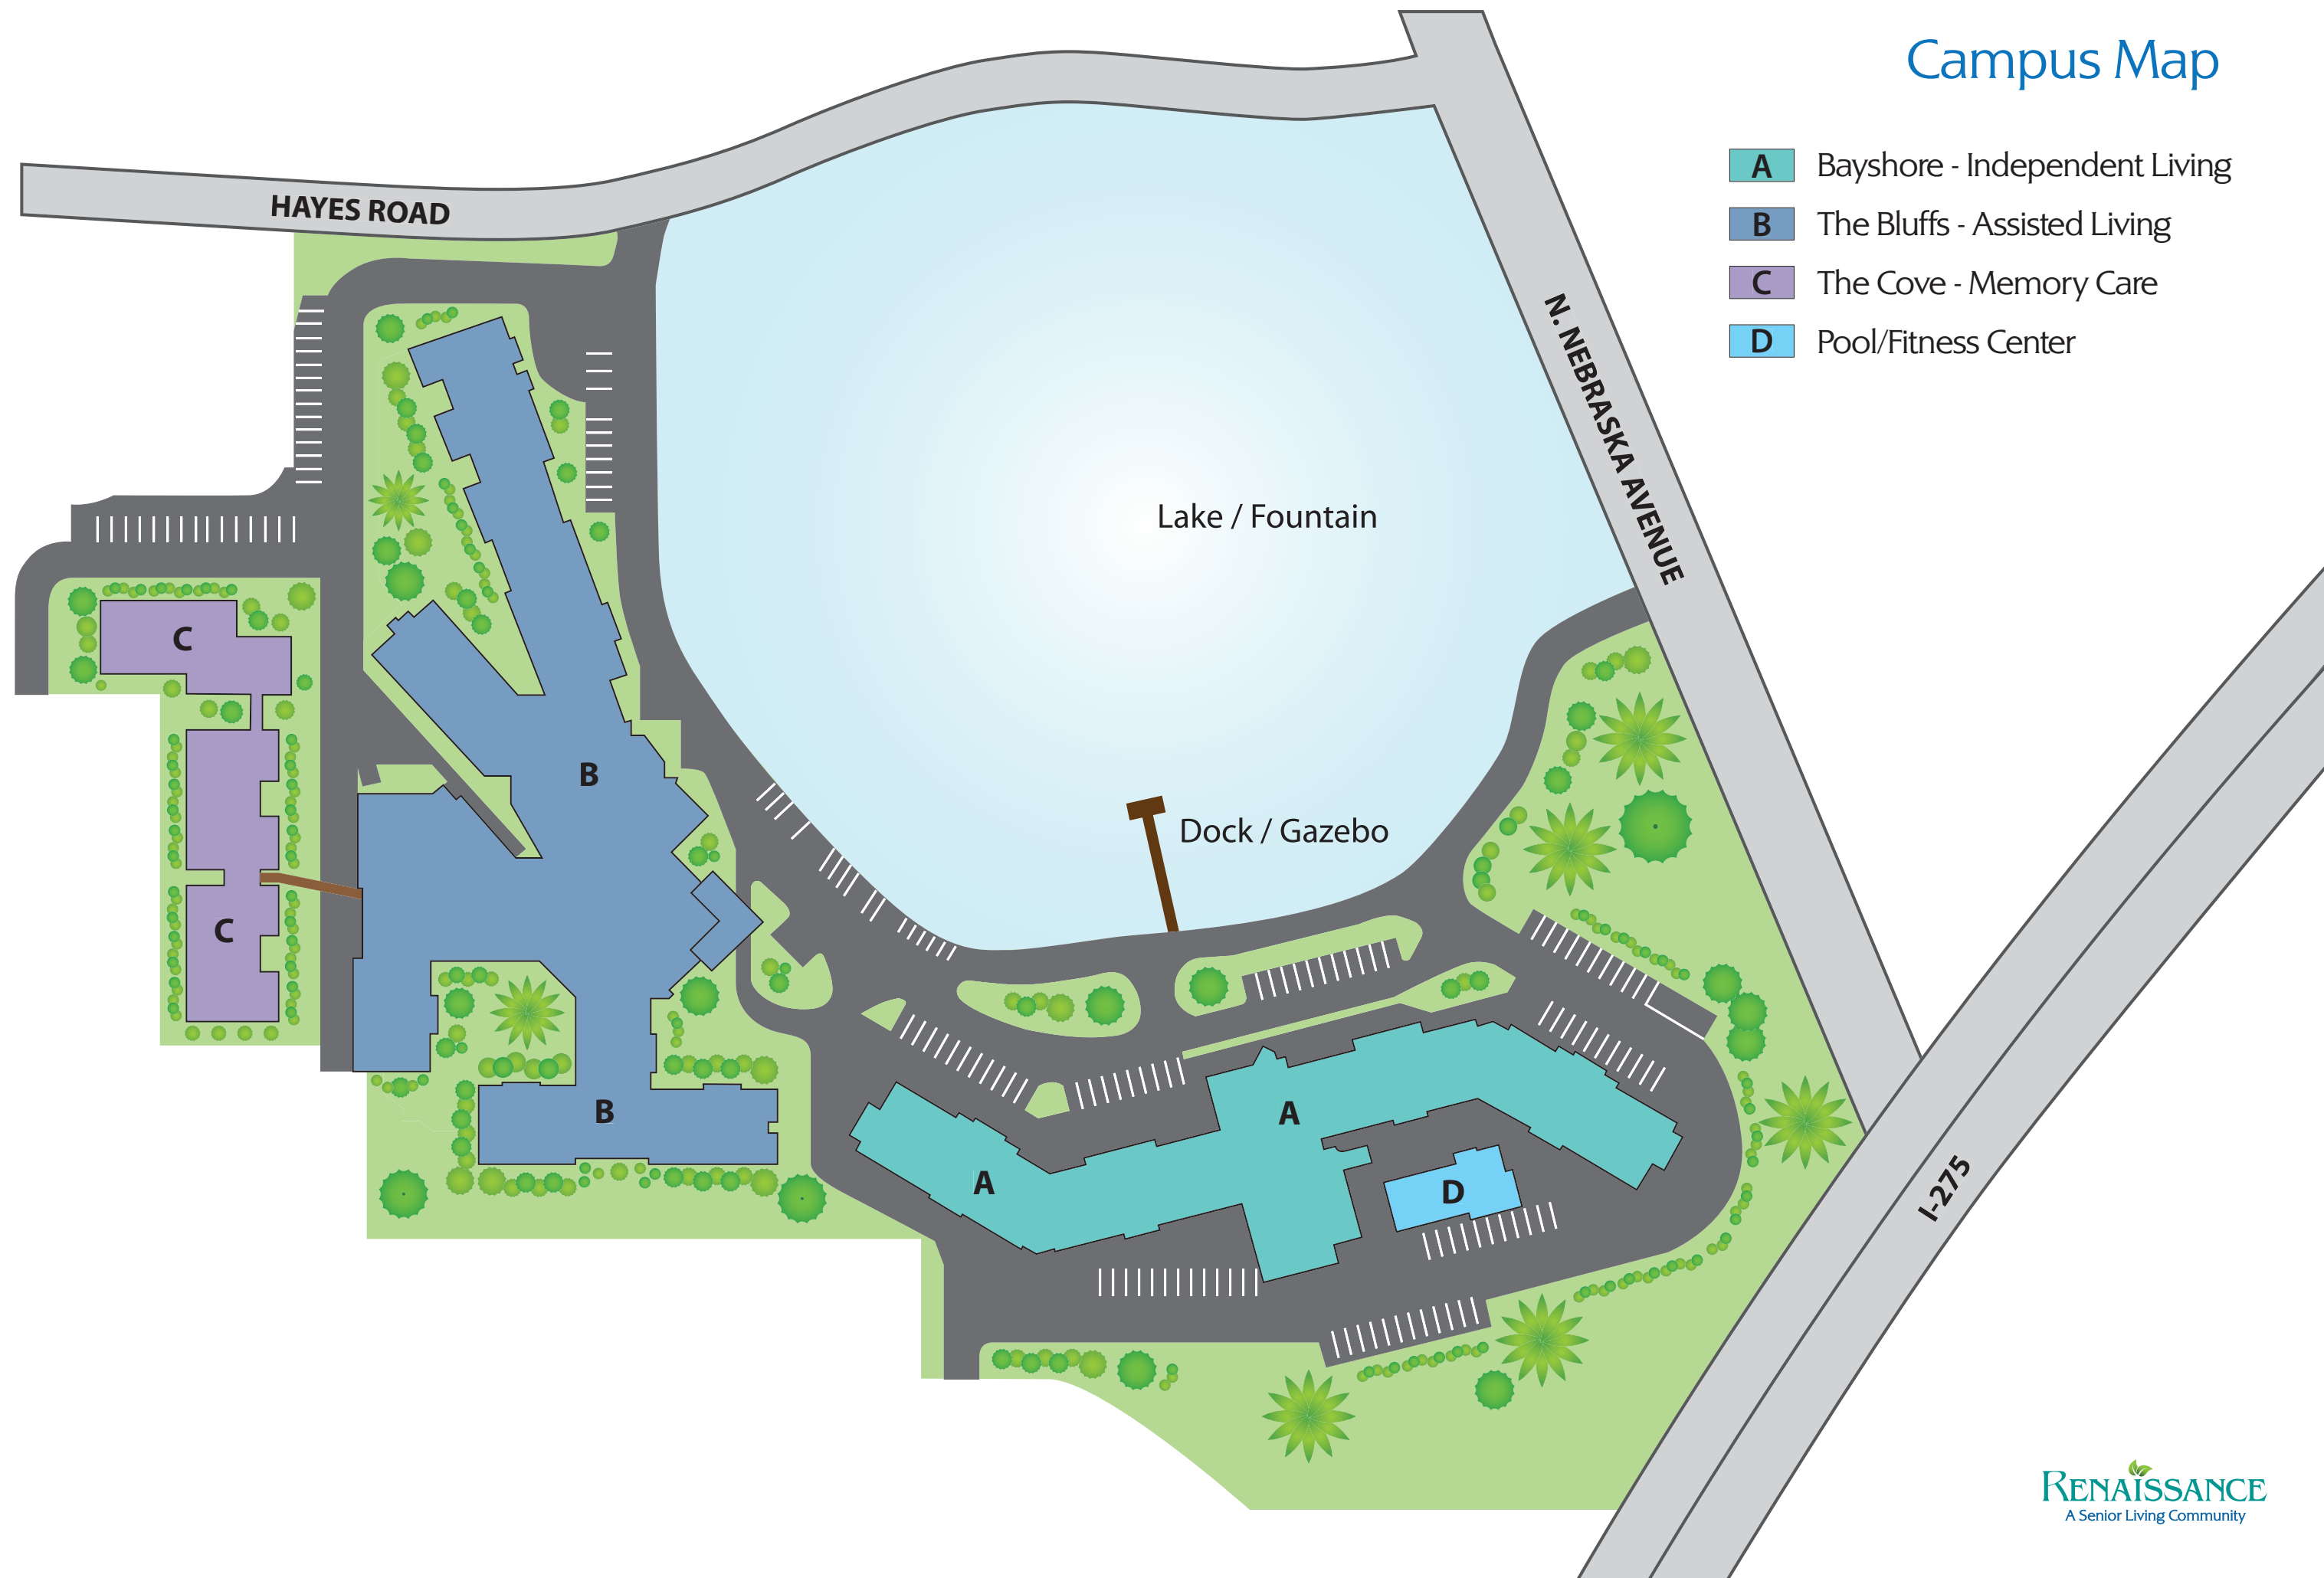 Campus Map
A Bayshore - Independent Living
B The Bluffs - Assisted Living
C The Cove - Memory Care
D Pool/Fitness Center
HAYES ROAD
N. NEBRASKA AVENUE
Lake / Fountain
C
B
Dock / Gazebo
C
B
A
A
D
I-275
RENAISSANCE
A Senior Living Community